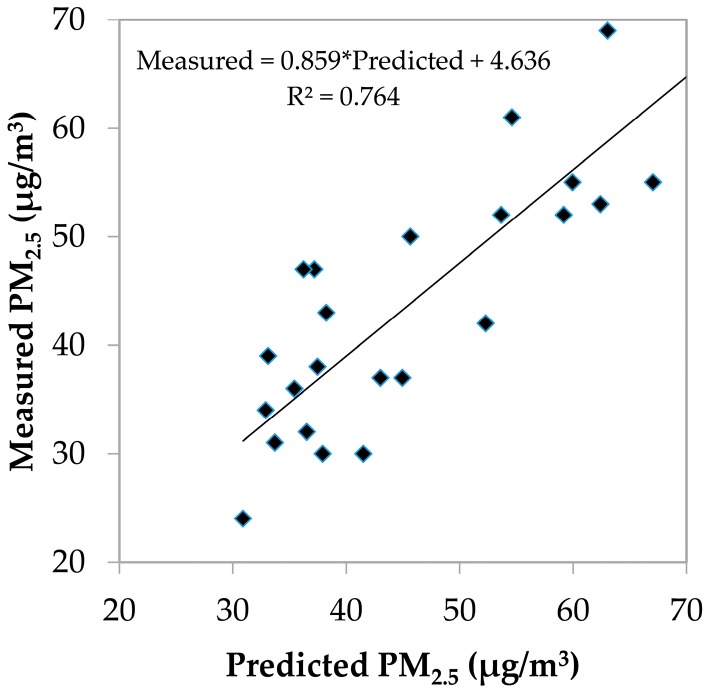 70
Measured = 0.859*Predicted + 4.636
R² = 0.764
60
50
40
30
20
Measured PM₂.₅ (µg/m³)
20 30 40 50 60 70
Predicted PM₂.₅ (µg/m³)